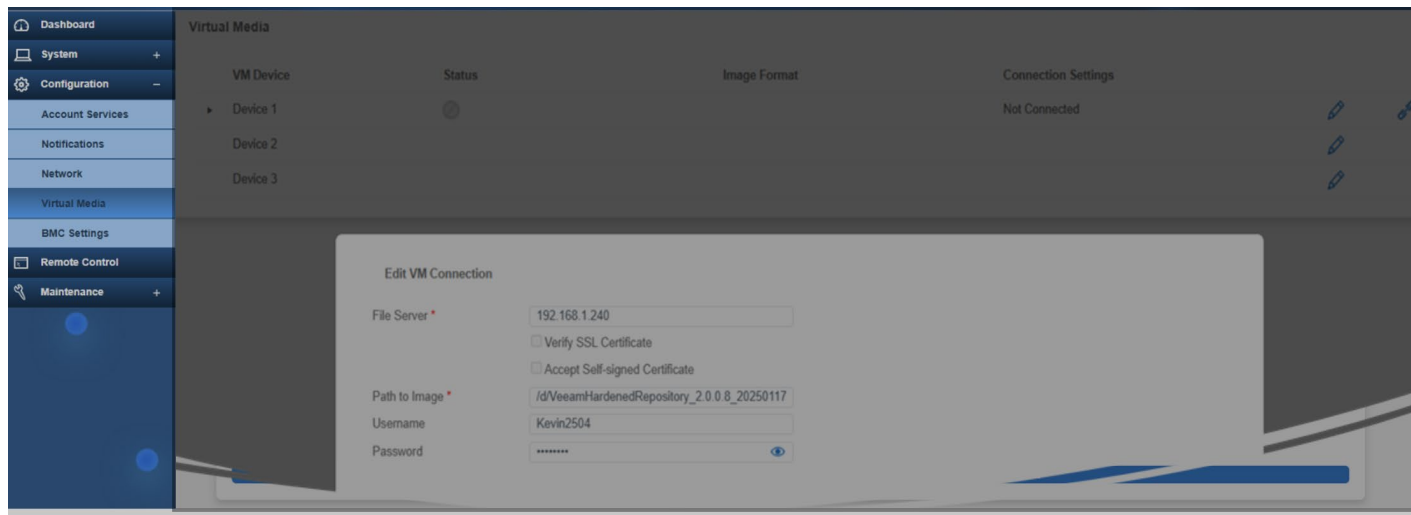 Dashboard
System +
Configuration –
Account Services
Notifications
Network
Virtual Media
BMC Settings
Remote Control
Maintenance +
Virtual Media
VM Device Status Image Format Connection Settings
Device 1 Not Connected
Device 2
Device 3
Edit VM Connection
File Server * 192.168.1.240
Verify SSL Certificate
Accept Self-signed Certificate
Path to Image * /d/VeeamHardenedRepository_2.0.0.8_20250117
Username Kevin2504
Password ••••••••